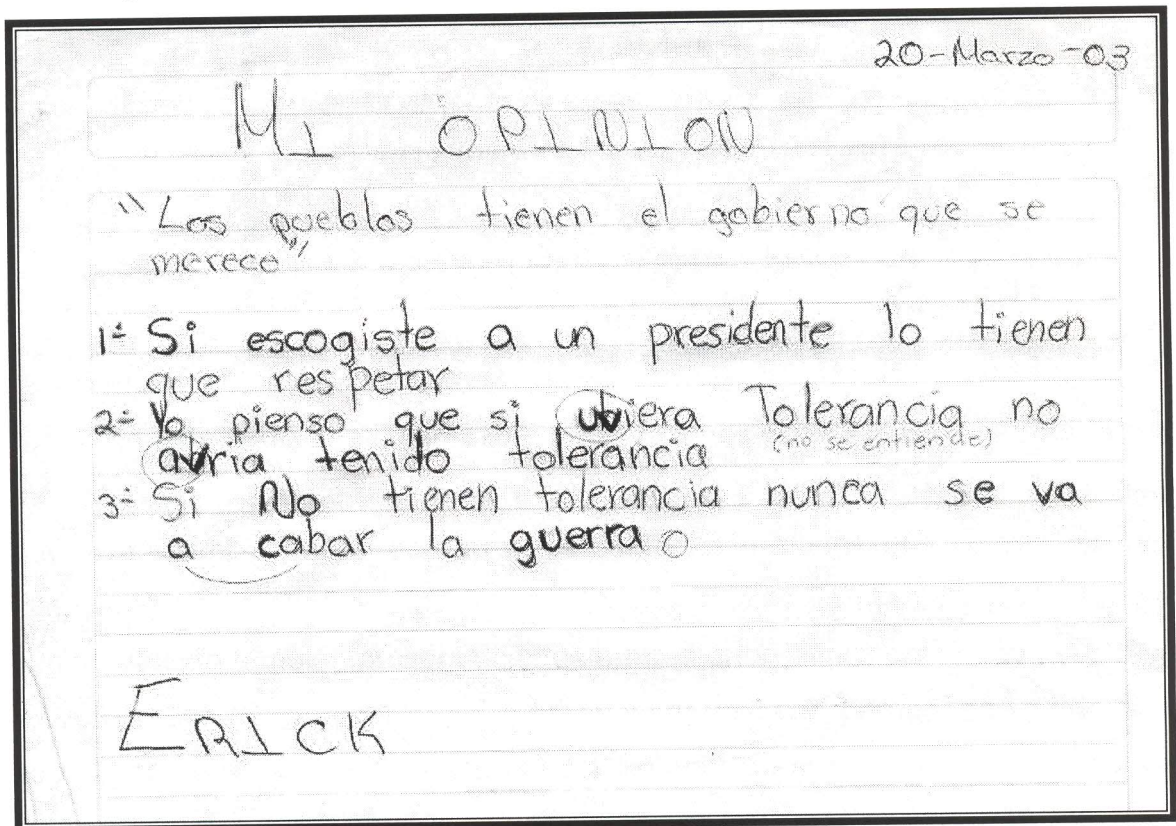 20-Marzo-03
MI OPINION
"Los pueblos tienen el gobierno que se
merece"
1- Si escogiste a un presidente lo tienen
que respetar
2- Yo pienso que si ubiera Tolerancia no
(no se entiende)
avria tenido tolerancia
3- Si No tienen tolerancia nunca se va
a cabar la guerra
ERICK